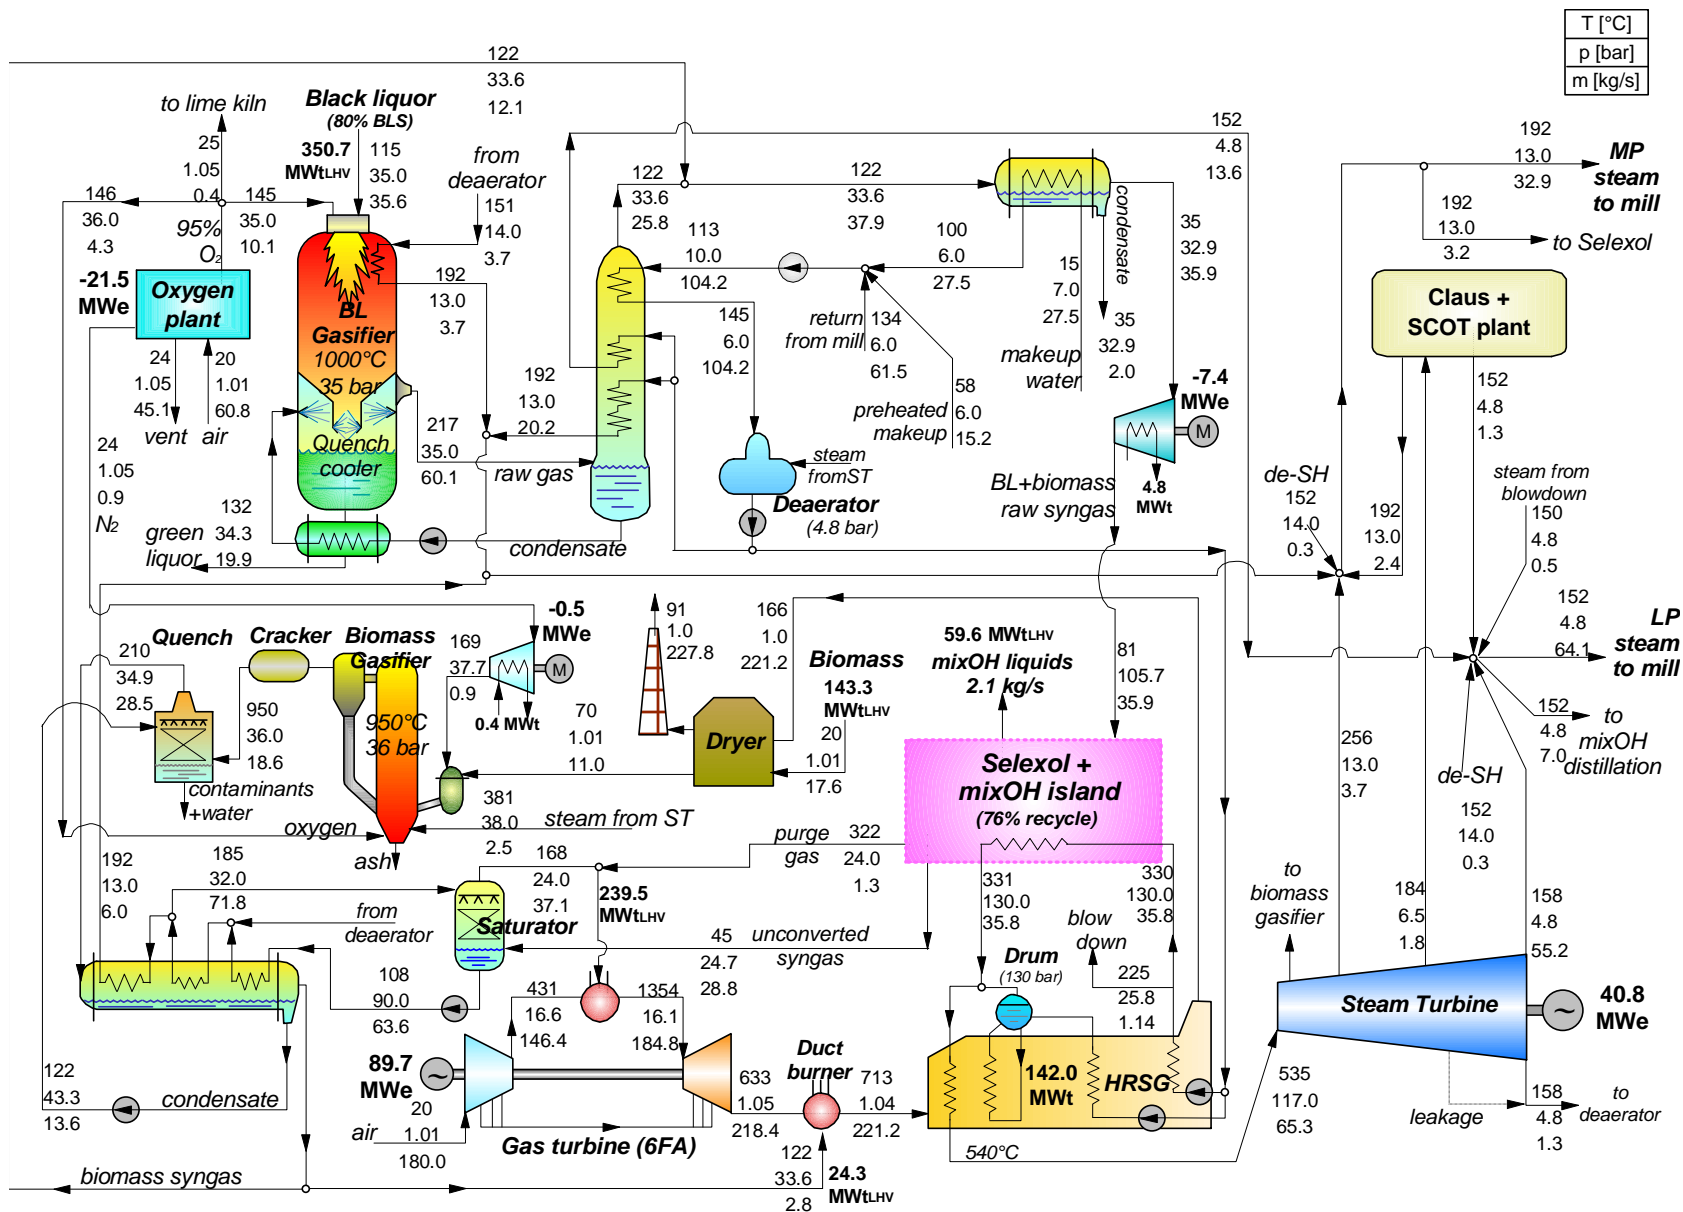 T [°C]
p [bar]
m [kg/s]
122
33.6
12.1
to lime kiln
25
1.05
0.4
Black liquor
(80% BLS)
350.7
MWtLHV
115
35.0
35.6
from
deaerator
151
14.0
3.7
146
36.0
4.3
145
35.0
10.1
95%
O2
-21.5
MWe
Oxygen
plant
24
1.05
45.1
vent
20
1.01
60.8
air
24
1.05
0.9
N2
BL
Gasifier
1000°C
35 bar
Quench
cooler
192
13.0
3.7
217
35.0
60.1
raw gas
192
13.0
20.2
132
34.3
19.9
green
liquor
condensate
122
33.6
25.8
113
10.0
104.2
145
6.0
104.2
122
33.6
37.9
100
6.0
27.5
return
from mill
134
6.0
61.5
preheated
makeup
58
6.0
15.2
15
7.0
27.5
makeup
water
condensate
35
32.9
2.0
35
32.9
35.9
152
4.8
13.6
-7.4
MWe
M
4.8
MWt
BL+biomass
raw syngas
steam
fromST
Deaerator
(4.8 bar)
192
13.0
32.9
MP
steam
to mill
192
13.0
3.2
to Selexol
Claus +
SCOT plant
152
4.8
1.3
de-SH
152
14.0
0.3
192
13.0
2.4
steam from
blowdown
150
4.8
0.5
152
4.8
64.1
LP
steam
to mill
152
4.8
7.0
to
mixOH
distillation
de-SH
152
14.0
0.3
256
13.0
3.7
184
6.5
1.8
158
4.8
55.2
to
biomass
gasifier
Steam Turbine
40.8
MWe
535
117.0
65.3
leakage
158
4.8
1.3
to
deaerator
Quench
210
34.9
28.5
Cracker
950
36.0
18.6
Biomass
Gasifier
950°C
36 bar
169
37.7
0.9
-0.5
MWe
M
0.4 MWt
contaminants
+water
oxygen
ash
381
38.0
2.5
steam from ST
70
1.01
11.0
91
1.0
227.8
166
1.0
221.2
Dryer
Biomass
143.3
MWtLHV
20
1.01
17.6
59.6 MWtLHV
mixOH liquids
2.1 kg/s
81
105.7
35.9
Selexol +
mixOH island
(76% recycle)
purge
gas
322
24.0
1.3
45
24.7
28.8
unconverted
syngas
331
130.0
35.8
330
130.0
35.8
blow
down
225
25.8
1.14
Drum
(130 bar)
142.0
MWt
HRSG
540°C
192
13.0
6.0
185
32.0
71.8
from
deaerator
168
24.0
37.1
Saturator
239.5
MWtLHV
108
90.0
63.6
122
43.3
13.6
condensate
biomass syngas
431
16.6
146.4
1354
16.1
184.8
89.7
MWe
20
1.01
180.0
air
Gas turbine (6FA)
633
1.05
218.4
Duct
burner
713
1.04
221.2
122
33.6
2.8
24.3
MWtLHV